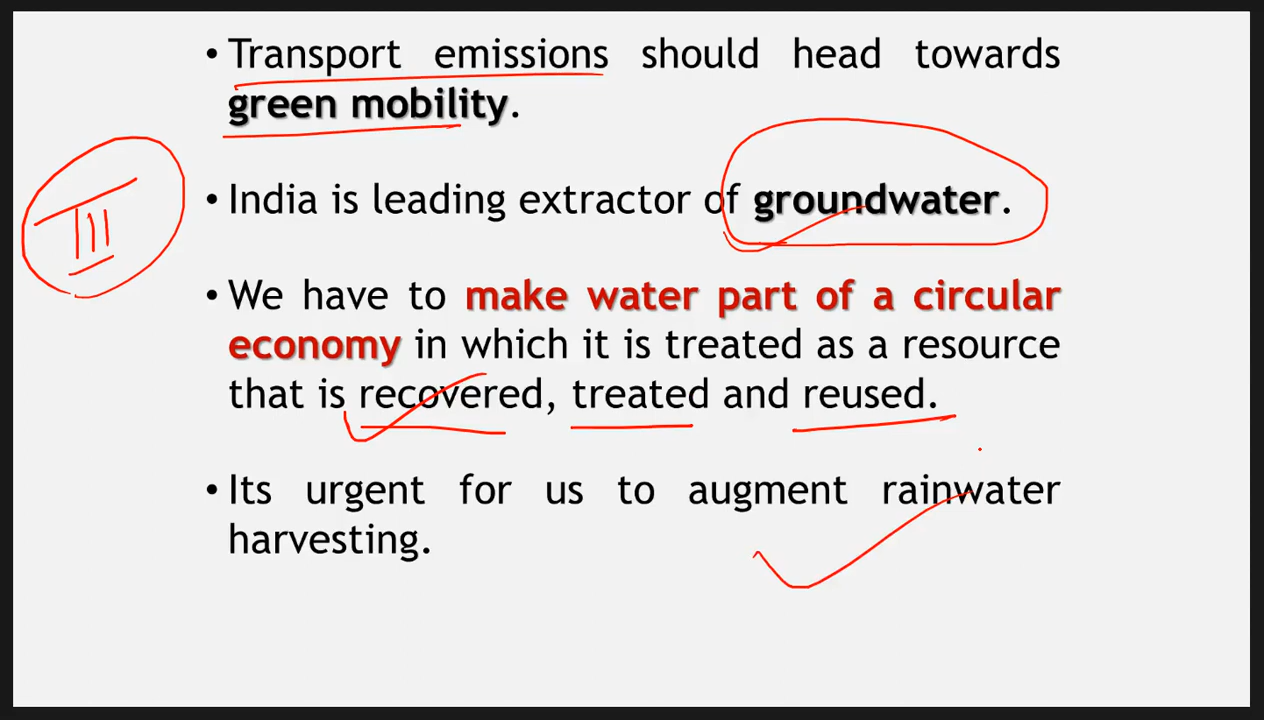 • Transport emissions should head towards
green mobility.
III
• India is leading extractor of groundwater.
• We have to make water part of a circular
economy in which it is treated as a resource
that is recovered, treated and reused.
• Its urgent for us to augment rainwater
harvesting.